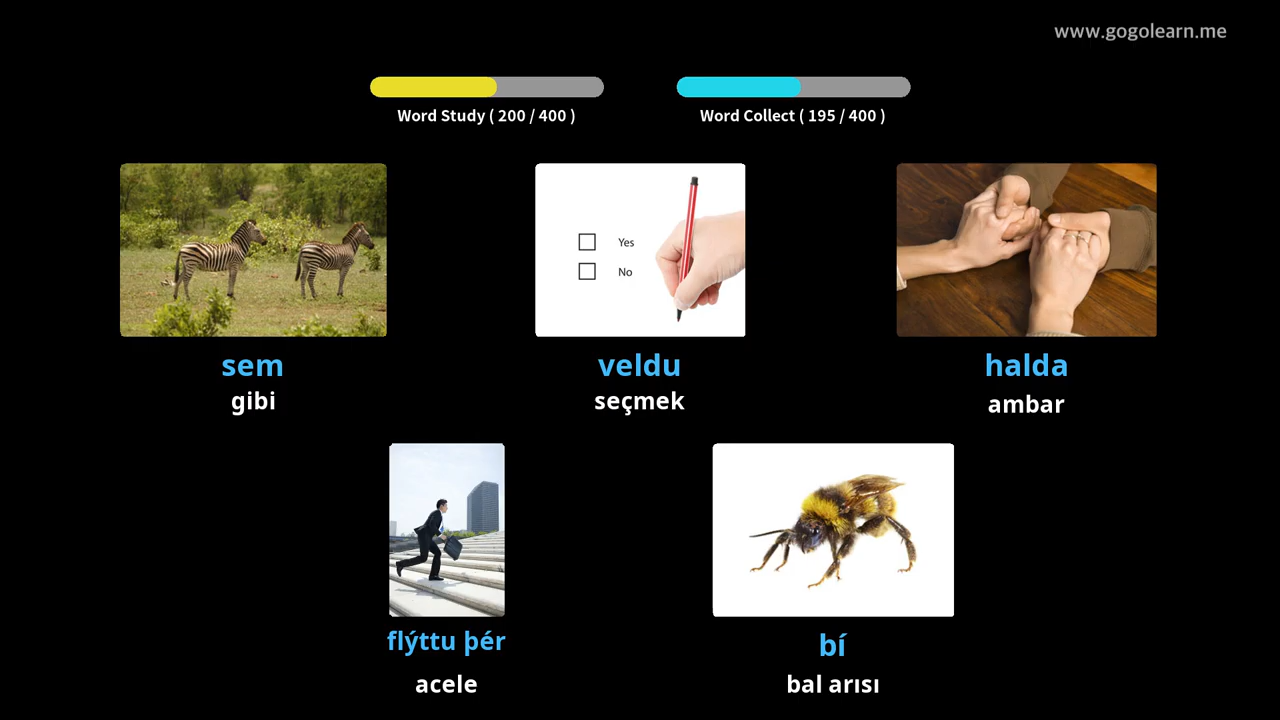 www.gogolearn.me
Word Study ( 200 / 400 )
Word Collect ( 195 / 400 )
Yes
No
sem
gibi
veldu
seçmek
halda
ambar
flýttu þér
acele
bí
bal arısı